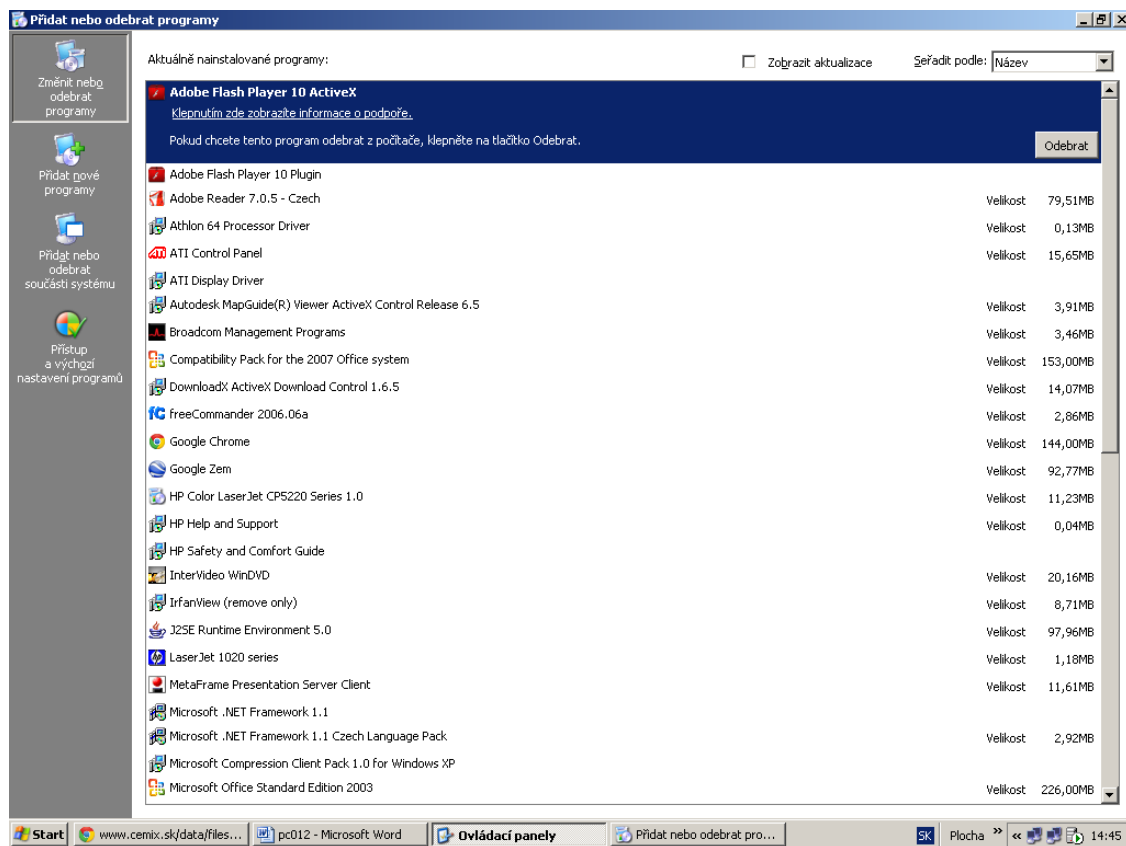 Přidat nebo odebrat programy
Změnit nebo
odebrat
programy
Přidat nové
programy
Přidat nebo
odebrat
součásti systému
Přístup
a výchozí
nastavení programů
Aktuálně nainstalované programy:
Zobrazit aktualizace
Seřadit podle: Název
Adobe Flash Player 10 ActiveX
Klepnutím zde zobrazíte informace o podpoře.
Pokud chcete tento program odebrat z počítače, klepněte na tlačítko Odebrat.
Odebrat
Adobe Flash Player 10 Plugin
Adobe Reader 7.0.5 - Czech Velikost 79,51MB
Athlon 64 Processor Driver Velikost 0,13MB
ATI Control Panel Velikost 15,65MB
ATI Display Driver
Autodesk MapGuide(R) Viewer ActiveX Control Release 6.5 Velikost 3,91MB
Broadcom Management Programs Velikost 3,46MB
Compatibility Pack for the 2007 Office system Velikost 153,00MB
DownloadX ActiveX Download Control 1.6.5 Velikost 14,07MB
freeCommander 2006.06a Velikost 2,86MB
Google Chrome Velikost 144,00MB
Google Zem Velikost 92,77MB
HP Color LaserJet CP5220 Series 1.0 Velikost 11,23MB
HP Help and Support Velikost 0,04MB
HP Safety and Comfort Guide
InterVideo WinDVD Velikost 20,16MB
IrfanView (remove only) Velikost 8,71MB
J2SE Runtime Environment 5.0 Velikost 97,96MB
LaserJet 1020 series Velikost 1,18MB
MetaFrame Presentation Server Client Velikost 11,61MB
Microsoft .NET Framework 1.1
Microsoft .NET Framework 1.1 Czech Language Pack Velikost 2,92MB
Microsoft Compression Client Pack 1.0 for Windows XP
Microsoft Office Standard Edition 2003 Velikost 226,00MB
Start www.cemix.sk/data/files... pc012 - Microsoft Word Ovládací panely Přidat nebo odebrat pro... SK Plocha » « 14:45